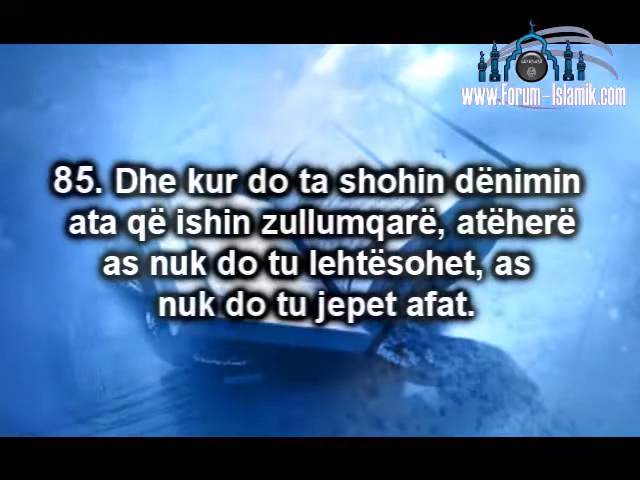 www.Forum-Islamik.com
85. Dhe kur do ta shohin dënimin
ata që ishin zullumqarë, atëherë
as nuk do tu lehtësohet, as
nuk do tu jepet afat.